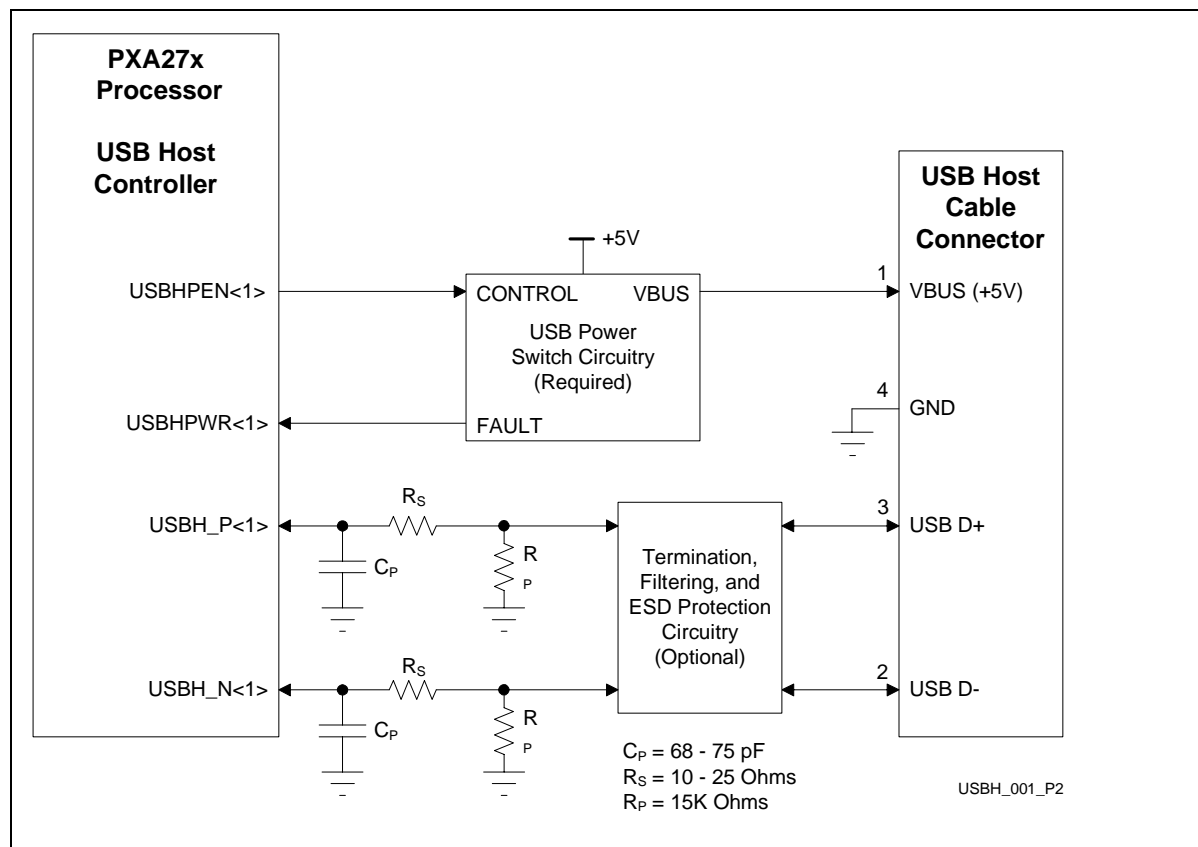 PXA27x
Processor
USB Host
Controller
USB Host
Cable
Connector
+5V
USBHPEN<1>
CONTROL
VBUS
1
VBUS (+5V)
USB Power
Switch Circuitry
(Required)
4
GND
USBHPWR<1>
FAULT
RS
3
USBH_P<1>
USB D+
CP
R
P
Termination,
Filtering, and
ESD Protection
Circuitry
(Optional)
RS
2
USBH_N<1>
USB D-
CP
R
P
CP = 68 - 75 pF
RS = 10 - 25 Ohms
RP = 15K Ohms
USBH_001_P2